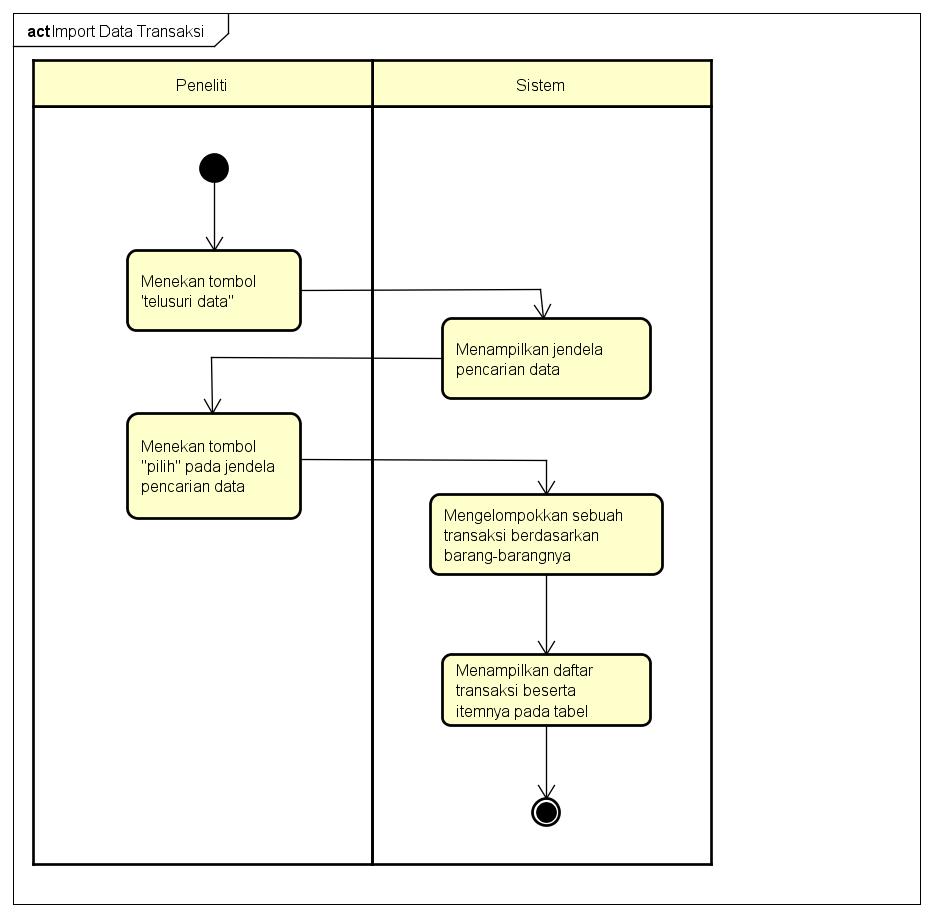 act Import Data Transaksi
Peneliti
Sistem
Menekan tombol
'telusuri data"
Menampilkan jendela
pencarian data
Menekan tombol
"pilih" pada jendela
pencarian data
Mengelompokkan sebuah
transaksi berdasarkan
barang-barangnya
Menampilkan daftar
transaksi beserta
itemnya pada tabel